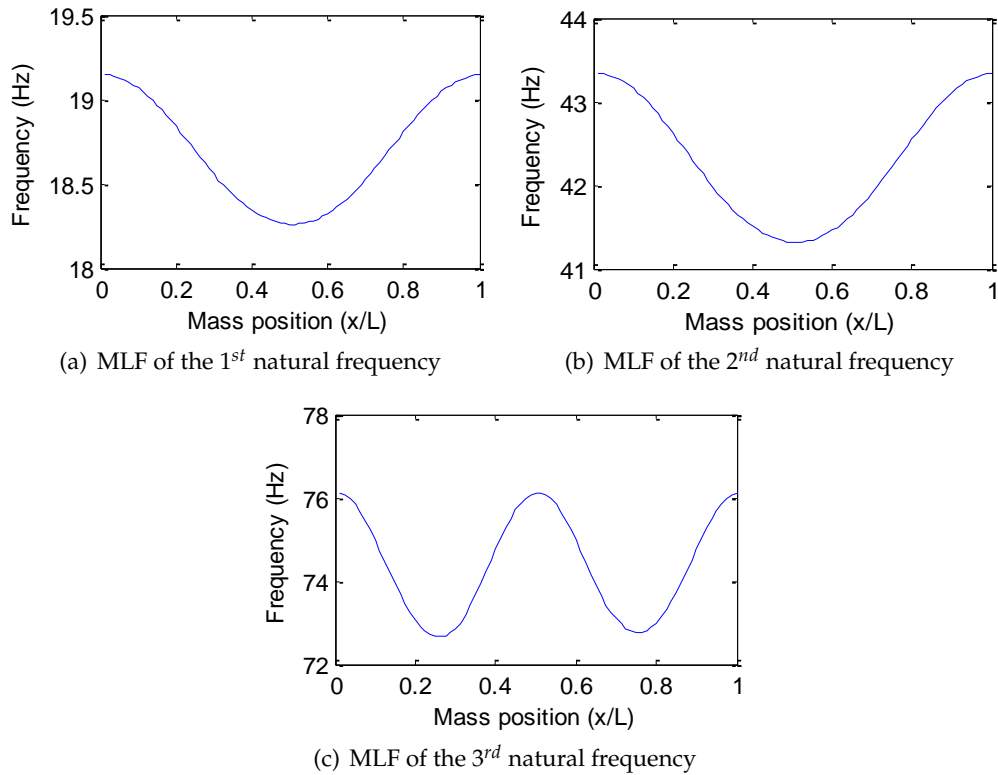 19.5
19
18.5
18
Frequency (Hz)
0 0.2 0.4 0.6 0.8 1
Mass position (x/L)
(a) MLF of the 1st natural frequency
44
43
42
41
Frequency (Hz)
0 0.2 0.4 0.6 0.8 1
Mass position (x/L)
(b) MLF of the 2nd natural frequency
78
76
74
72
Frequency (Hz)
0 0.2 0.4 0.6 0.8 1
Mass position (x/L)
(c) MLF of the 3rd natural frequency